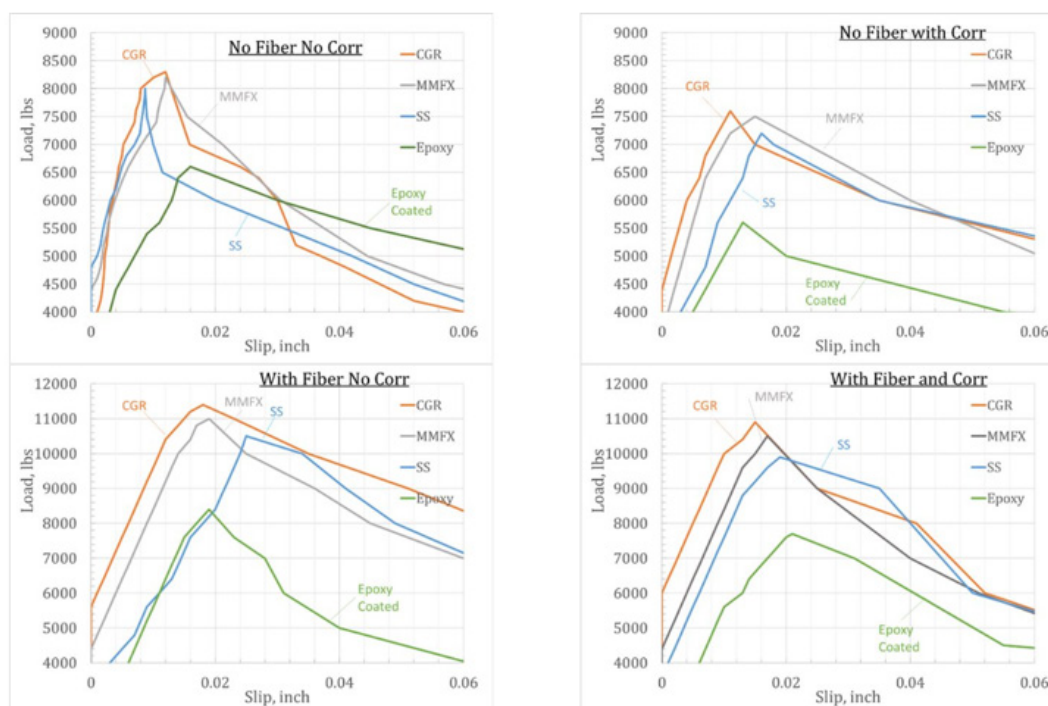 No Fiber No Corr
Load, lbs
9000
8500
8000
7500
7000
6500
6000
5500
5000
4500
4000
0
0.02
0.04
0.06
Slip, inch
CGR
MMFX
SS
Epoxy
Coated
CGR
MMFX
SS
Epoxy
No Fiber with Corr
Load, lbs
9000
8500
8000
7500
7000
6500
6000
5500
5000
4500
4000
0
0.02
0.04
0.06
Slip, inch
CGR
MMFX
SS
Epoxy
Coated
CGR
MMFX
SS
Epoxy
With Fiber No Corr
Load, lbs
12000
11000
10000
9000
8000
7000
6000
5000
4000
0
0.02
0.04
0.06
Slip, inch
CGR
MMFX
SS
Epoxy
Coated
CGR
MMFX
SS
Epoxy
With Fiber and Corr
Load, lbs
12000
11000
10000
9000
8000
7000
6000
5000
4000
0
0.02
0.04
0.06
Slip, inch
CGR
MMFX
SS
Epoxy
Coated
CGR
MMFX
SS
Epoxy